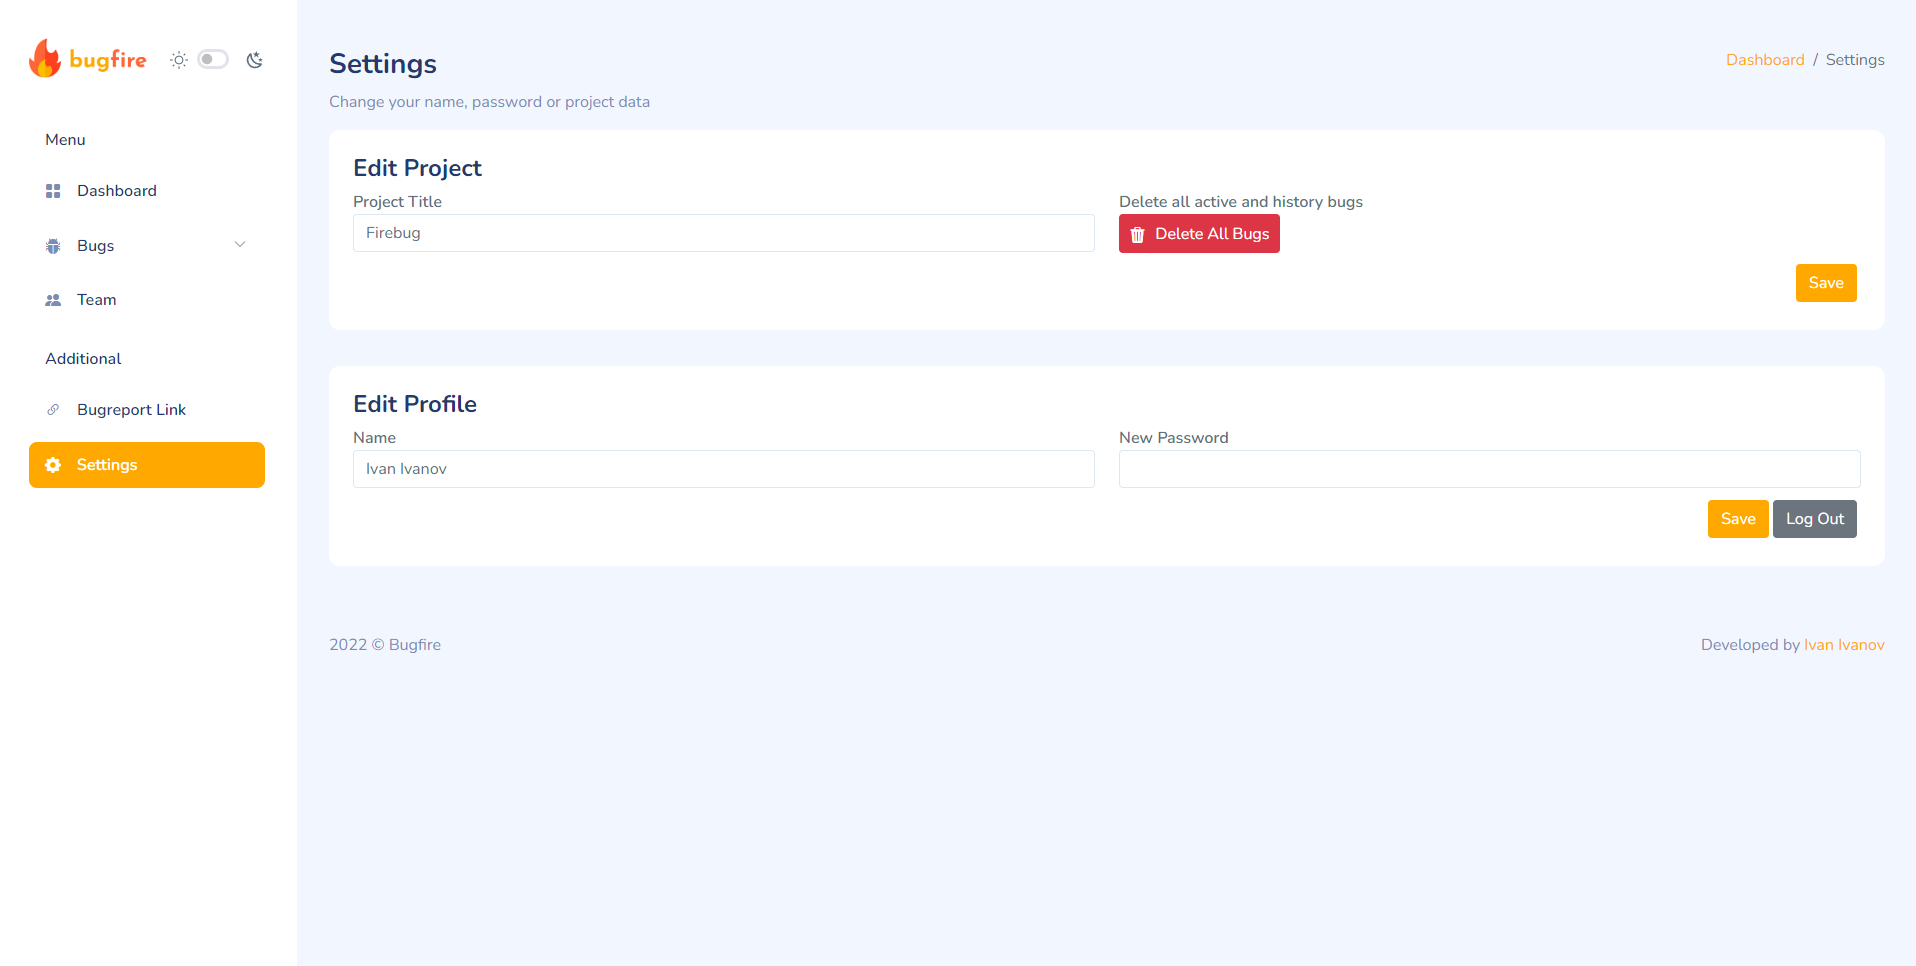 bugfire
Menu
Dashboard
Bugs
Team
Additional
Bugreport Link
Settings
Settings
Dashboard / Settings
Change your name, password or project data
Edit Project
Project Title
Firebug
Delete all active and history bugs
Delete All Bugs
Save
Edit Profile
Name
Ivan Ivanov
New Password
Save
Log Out
2022 © Bugfire
Developed by Ivan Ivanov